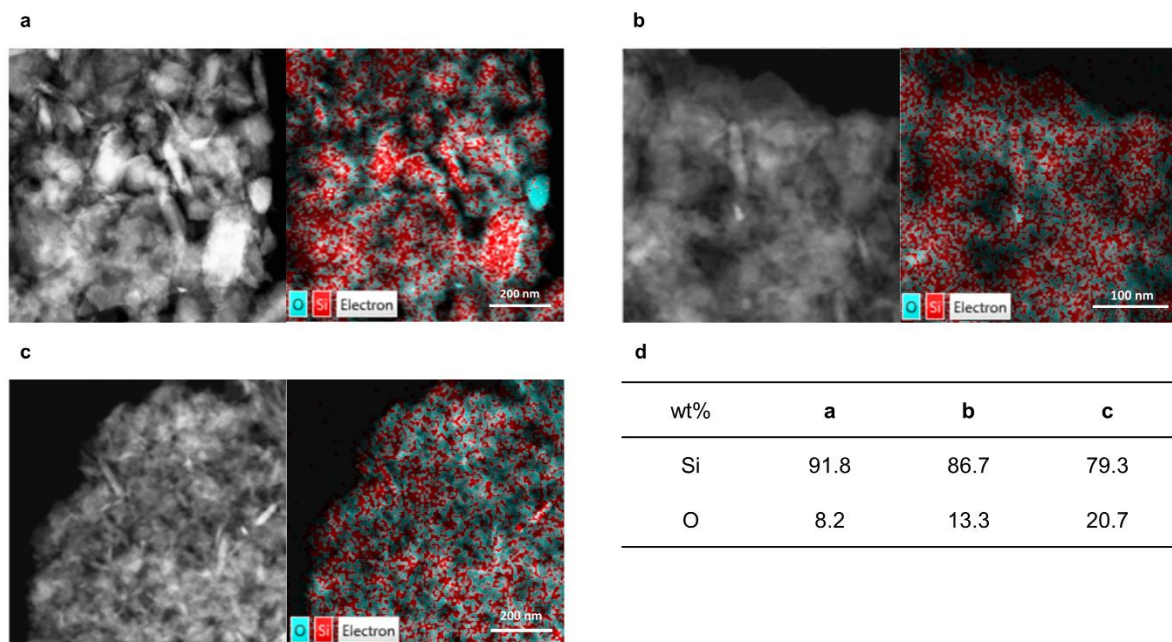 a
b
O Si Electron 200 nm
O Si Electron 100 nm
c
d
O Si Electron 200 nm
wt% a b c
Si 91.8 86.7 79.3
O 8.2 13.3 20.7